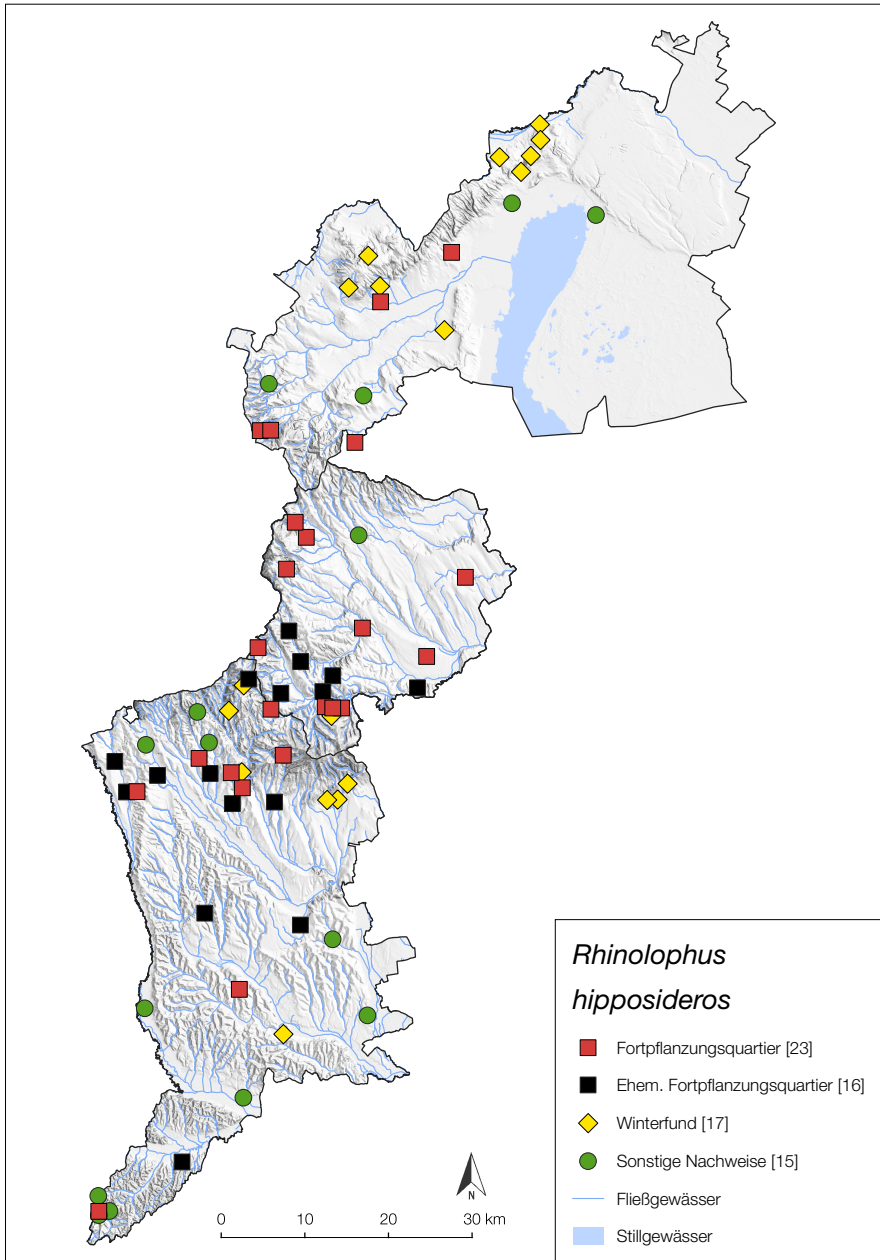 Rhinolophus
hipposideros
Fortpflanzungsquartier [23]
Ehem. Fortpflanzungsquartier [16]
Winterfund [17]
Sonstige Nachweise [15]
Fließgewässer
Stillgewässer
N
0 10 20 30 km